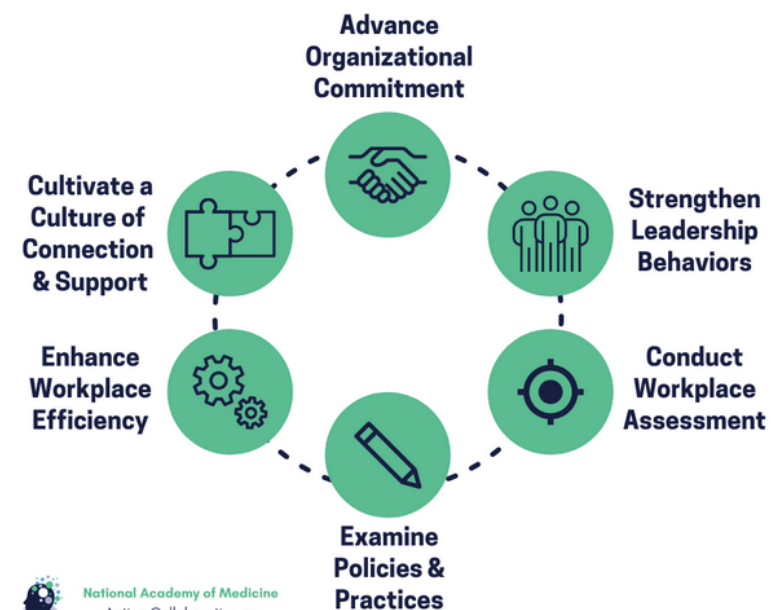 Advance
Organizational
Commitment
Strengthen
Leadership
Behaviors
Conduct
Workplace
Assessment
Examine
Policies &
Practices
Enhance
Workplace
Efficiency
Cultivate a
Culture of
Connection
& Support
National Academy of Medicine